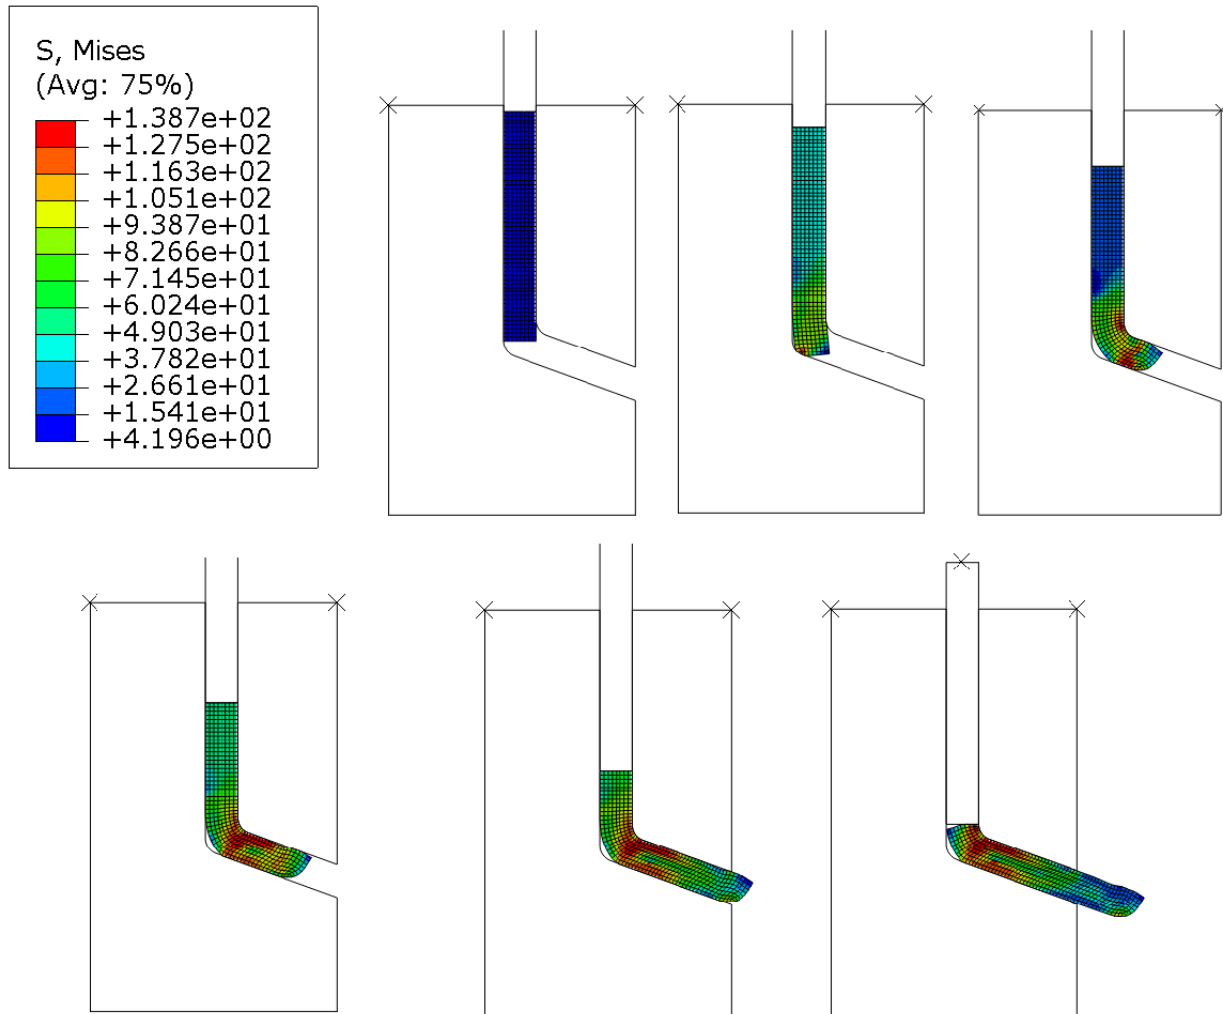 S, Mises
(Avg: 75%)
+1.387e+02
+1.275e+02
+1.163e+02
+1.051e+02
+9.387e+01
+8.266e+01
+7.145e+01
+6.024e+01
+4.903e+01
+3.782e+01
+2.661e+01
+1.541e+01
+4.196e+00